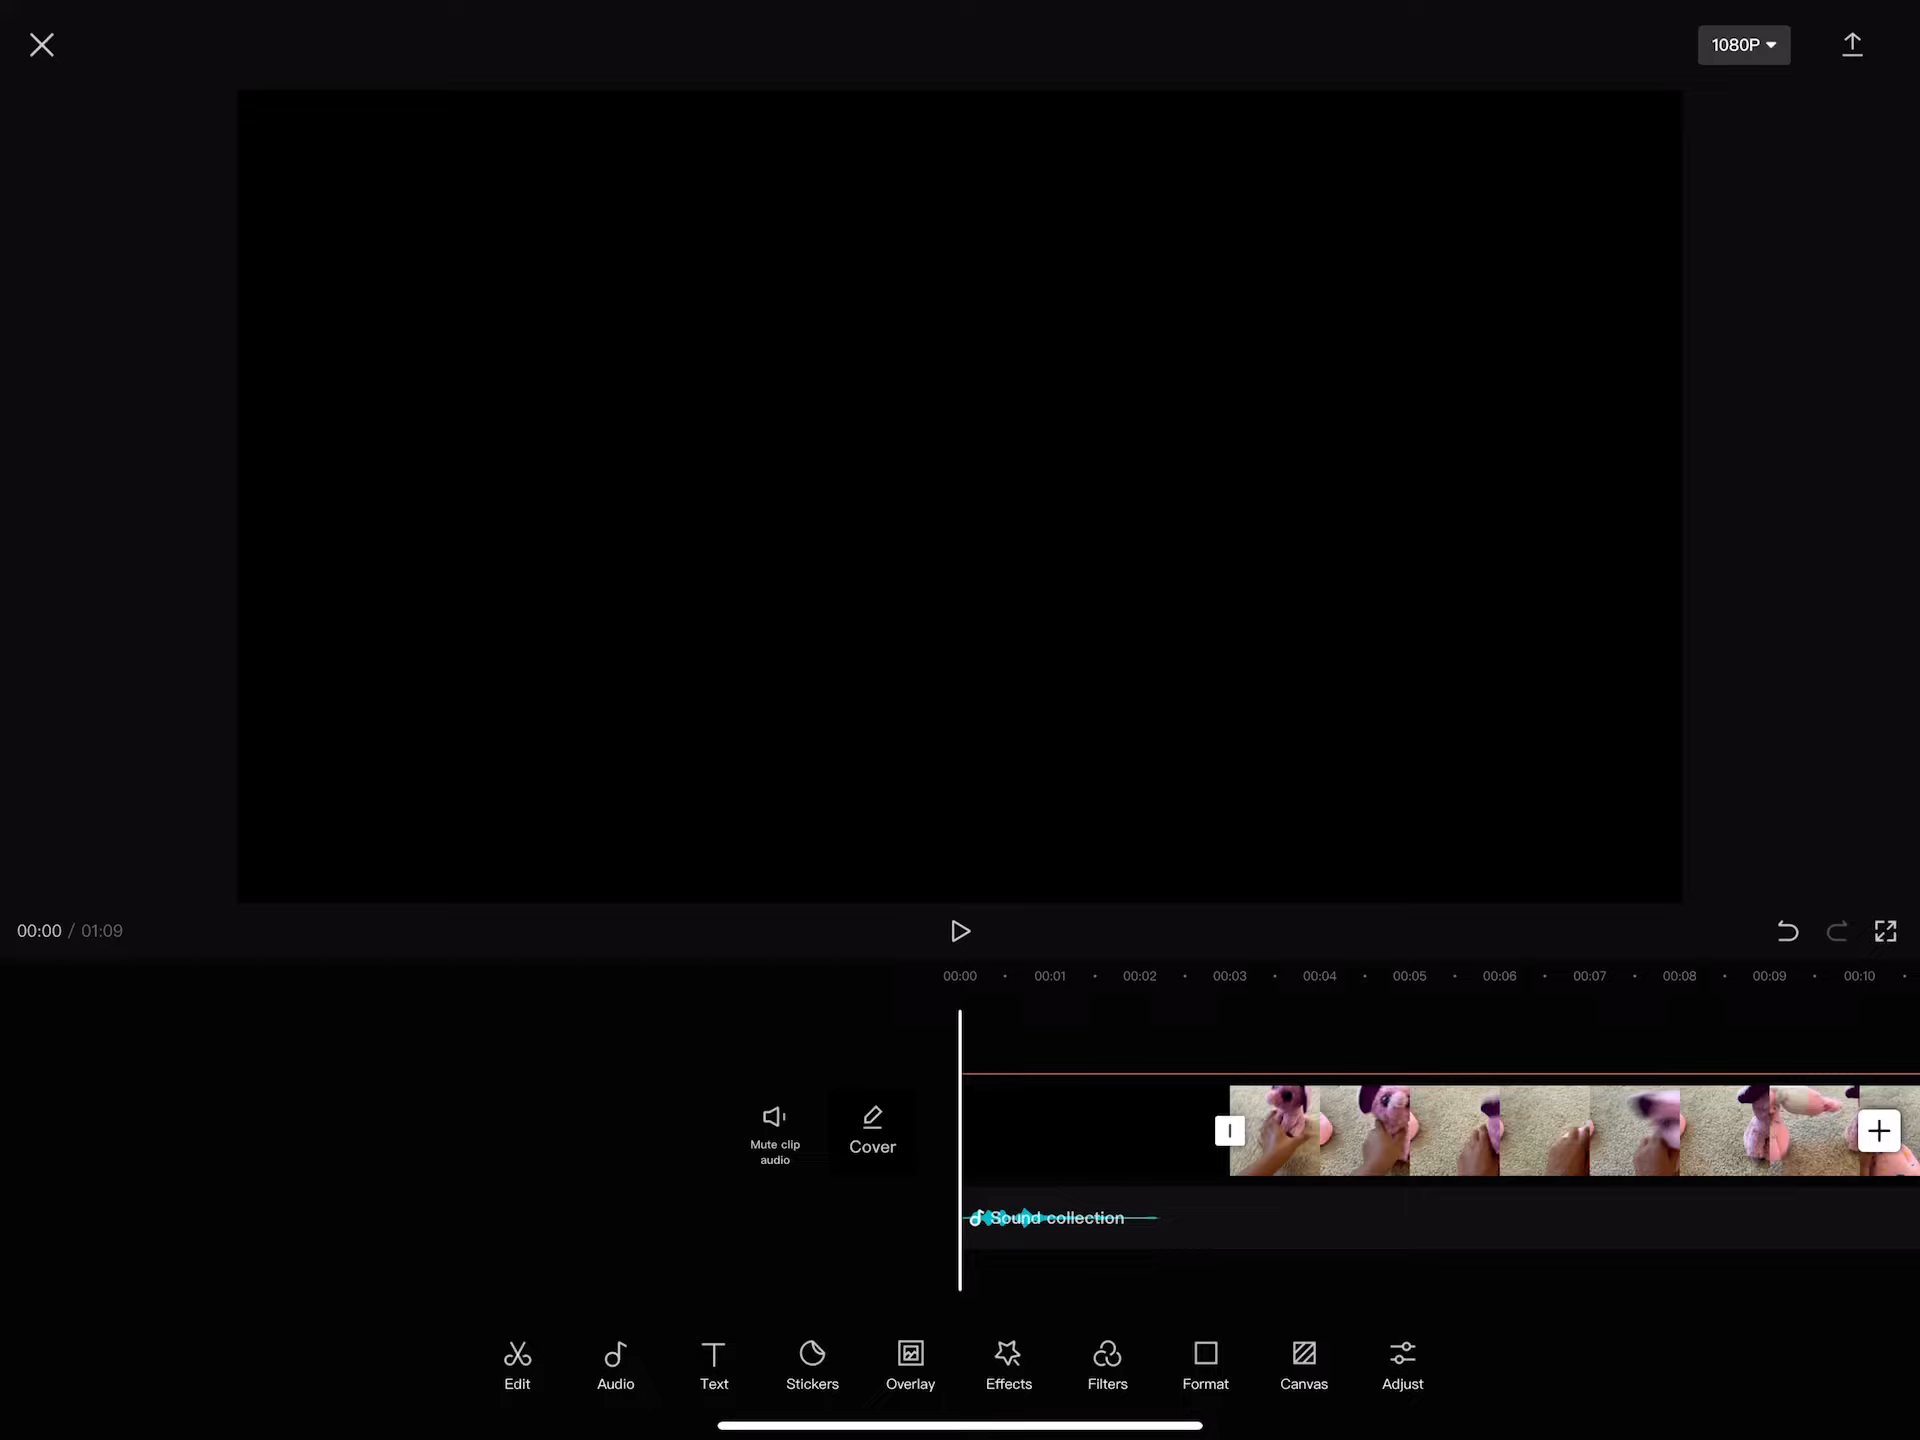 1080P
00:00 / 01:09
00:00 00:01 00:02 00:03 00:04 00:05 00:06 00:07 00:08 00:09 00:10
Mute clip
audio
Cover
Sound collection
Edit Audio Text Stickers Overlay Effects Filters Format Canvas Adjust